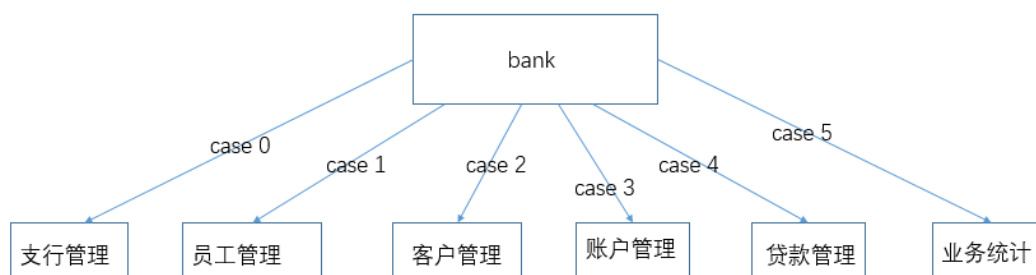 bank
case 0
case 1
case 2
case 3
case 4
case 5
支行管理
员工管理
客户管理
账户管理
贷款管理
业务统计